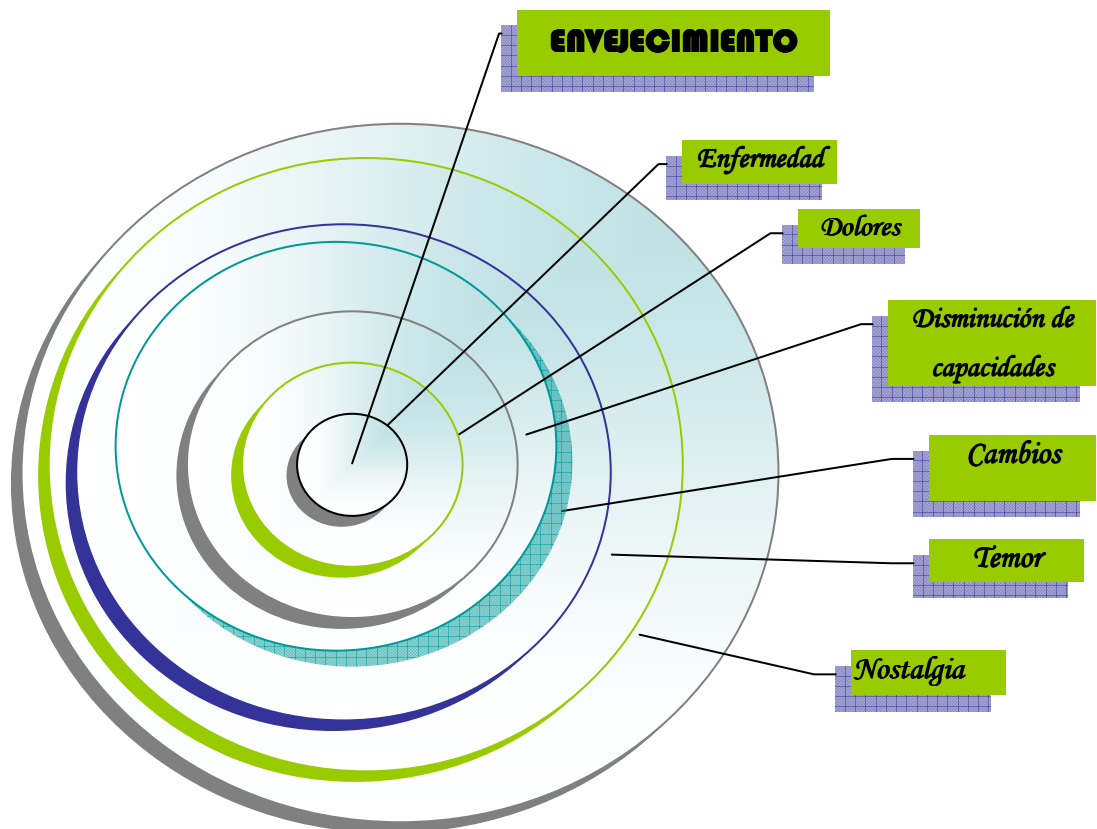 ENVEJECIMIENTO
Enfermedad
Dolores
Disminución de
capacidades
Cambios
Temor
Nostalgia